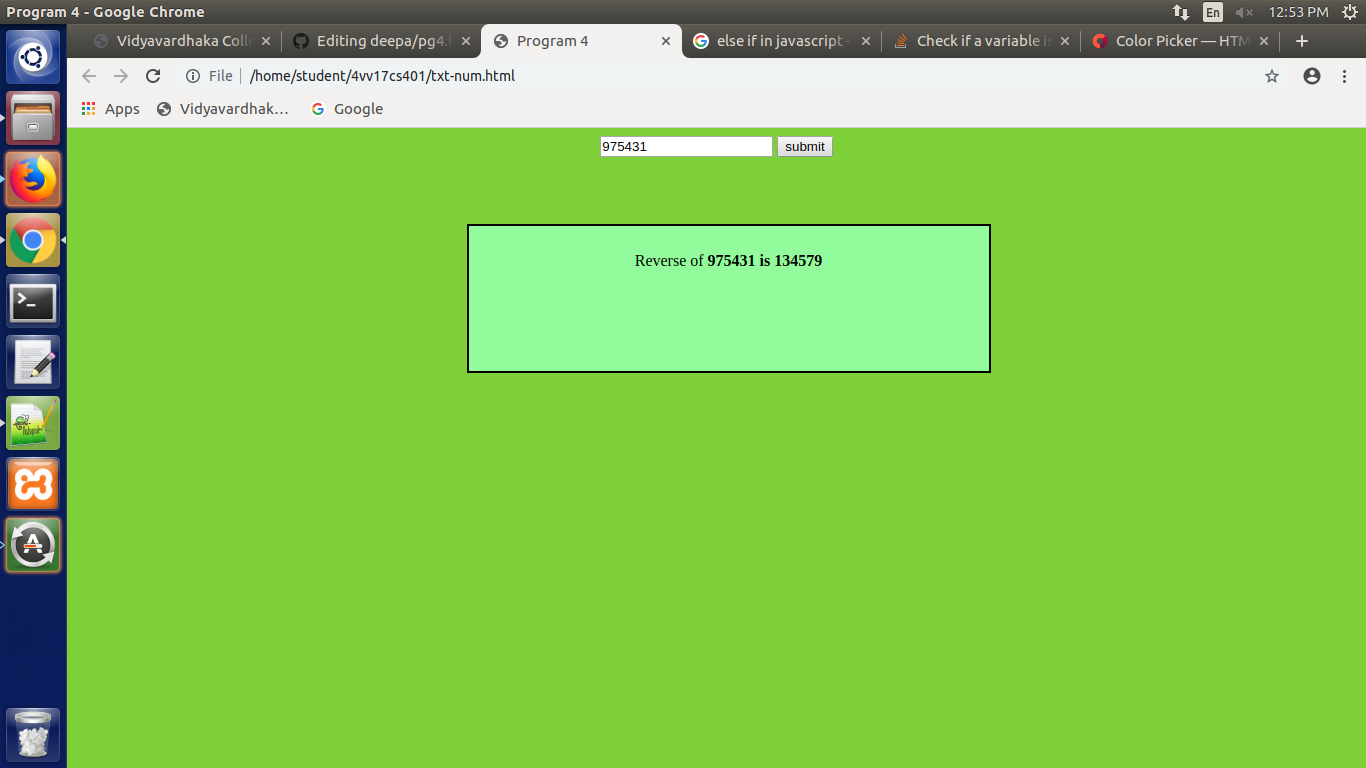 Program 4 - Google Chrome
En
12:53 PM
Vidyavardhaka Coll
Editing deepa/pg4.h
Program 4
else if in javascript -
Check if a variable is
Color Picker — HTM
File
/home/student/4vv17cs401/txt-num.html
Apps
Vidyavardhak…
Google
975431
submit
Reverse of 975431 is 134579